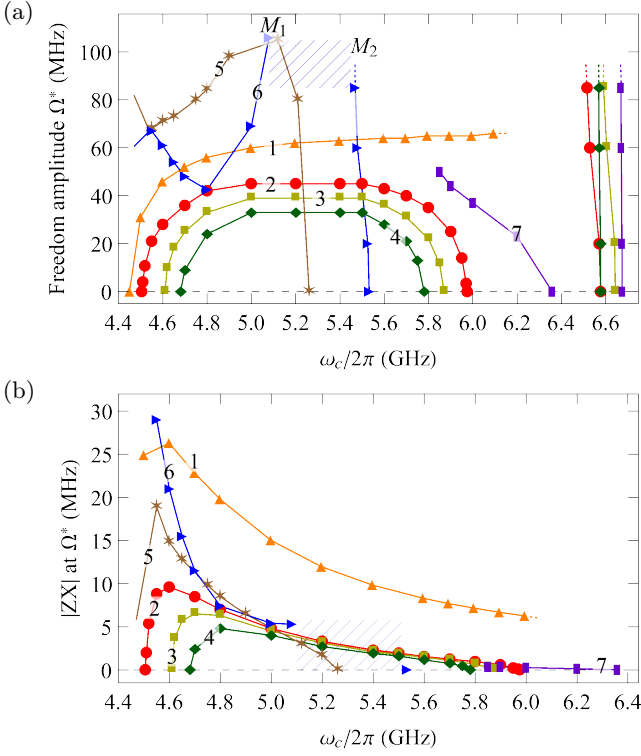 (a)
Freedom amplitude Ω* (MHz)
100
80
60
40
20
0
M1
M2
5
6
1
2
3
4
7
4.4 4.6 4.8 5.0 5.2 5.4 5.6 5.8 6.0 6.2 6.4 6.6
ωc/2π (GHz)
(b)
|ZX| at Ω* (MHz)
30
25
20
15
10
5
0
6
1
5
2
3
4
7
4.4 4.6 4.8 5.0 5.2 5.4 5.6 5.8 6.0 6.2 6.4
ωc/2π (GHz)